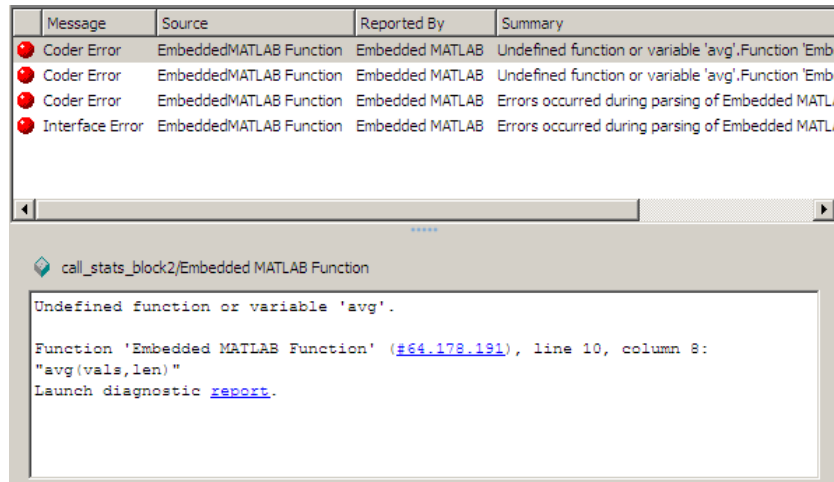 Message Source Reported By Summary
Coder Error EmbeddedMATLAB Function Embedded MATLAB Undefined function or variable 'avg'.Function 'Emb
Coder Error EmbeddedMATLAB Function Embedded MATLAB Undefined function or variable 'avg'.Function 'Emb
Coder Error EmbeddedMATLAB Function Embedded MATLAB Errors occurred during parsing of Embedded MATL
Interface Error EmbeddedMATLAB Function Embedded MATLAB Errors occurred during parsing of Embedded MATL
call_stats_block2/Embedded MATLAB Function
Undefined function or variable 'avg'.
Function 'Embedded MATLAB Function' (#64.178.191), line 10, column 8:
"avg(vals,len)"
Launch diagnostic report.